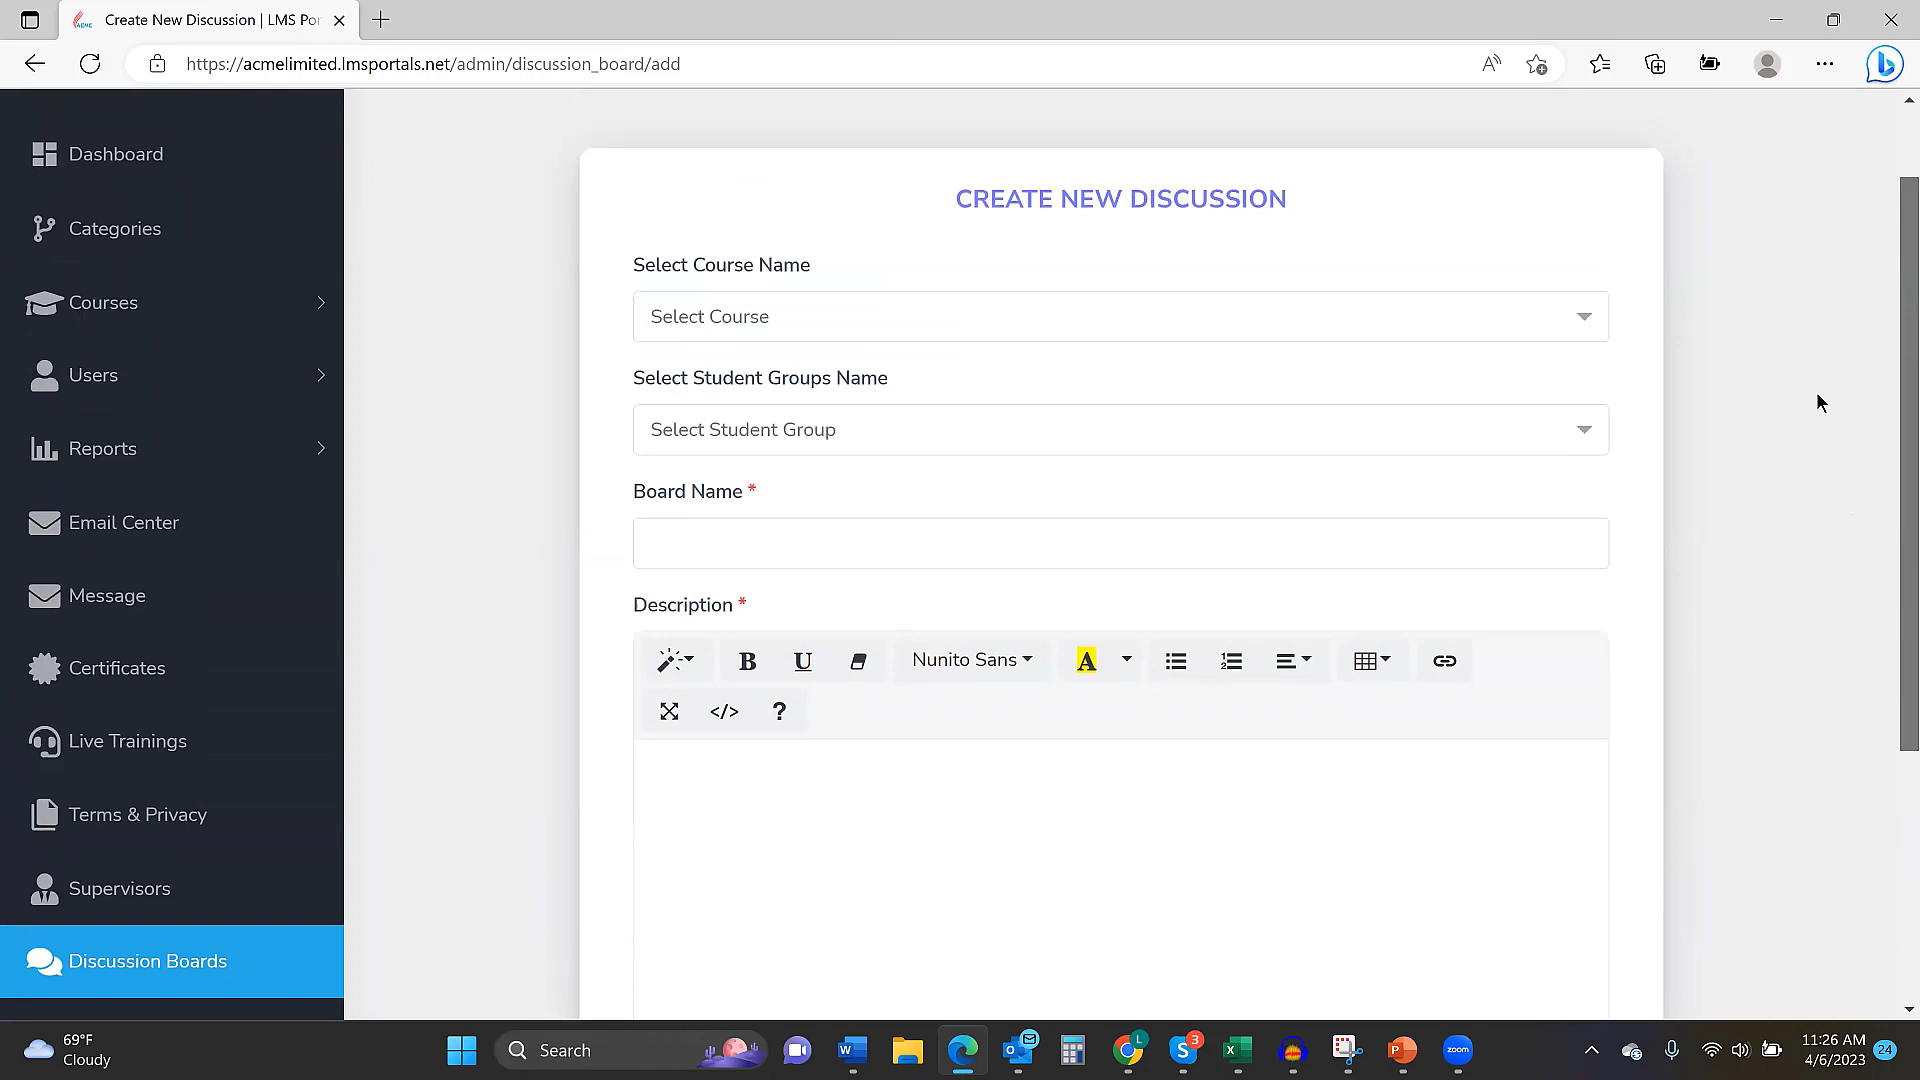 Create New Discussion | LMS Por
https://acmelimited.lmsportals.net/admin/discussion_board/add
Dashboard
Categories
Courses
Users
Reports
Email Center
Message
Certificates
Live Trainings
Terms & Privacy
Supervisors
Discussion Boards
CREATE NEW DISCUSSION
Select Course Name
Select Course
Select Student Groups Name
Select Student Group
Board Name *
Description *
B U Nunito Sans A
</> ?
69°F
Cloudy
Search
L
3
zoom
11:26 AM
4/6/2023
24